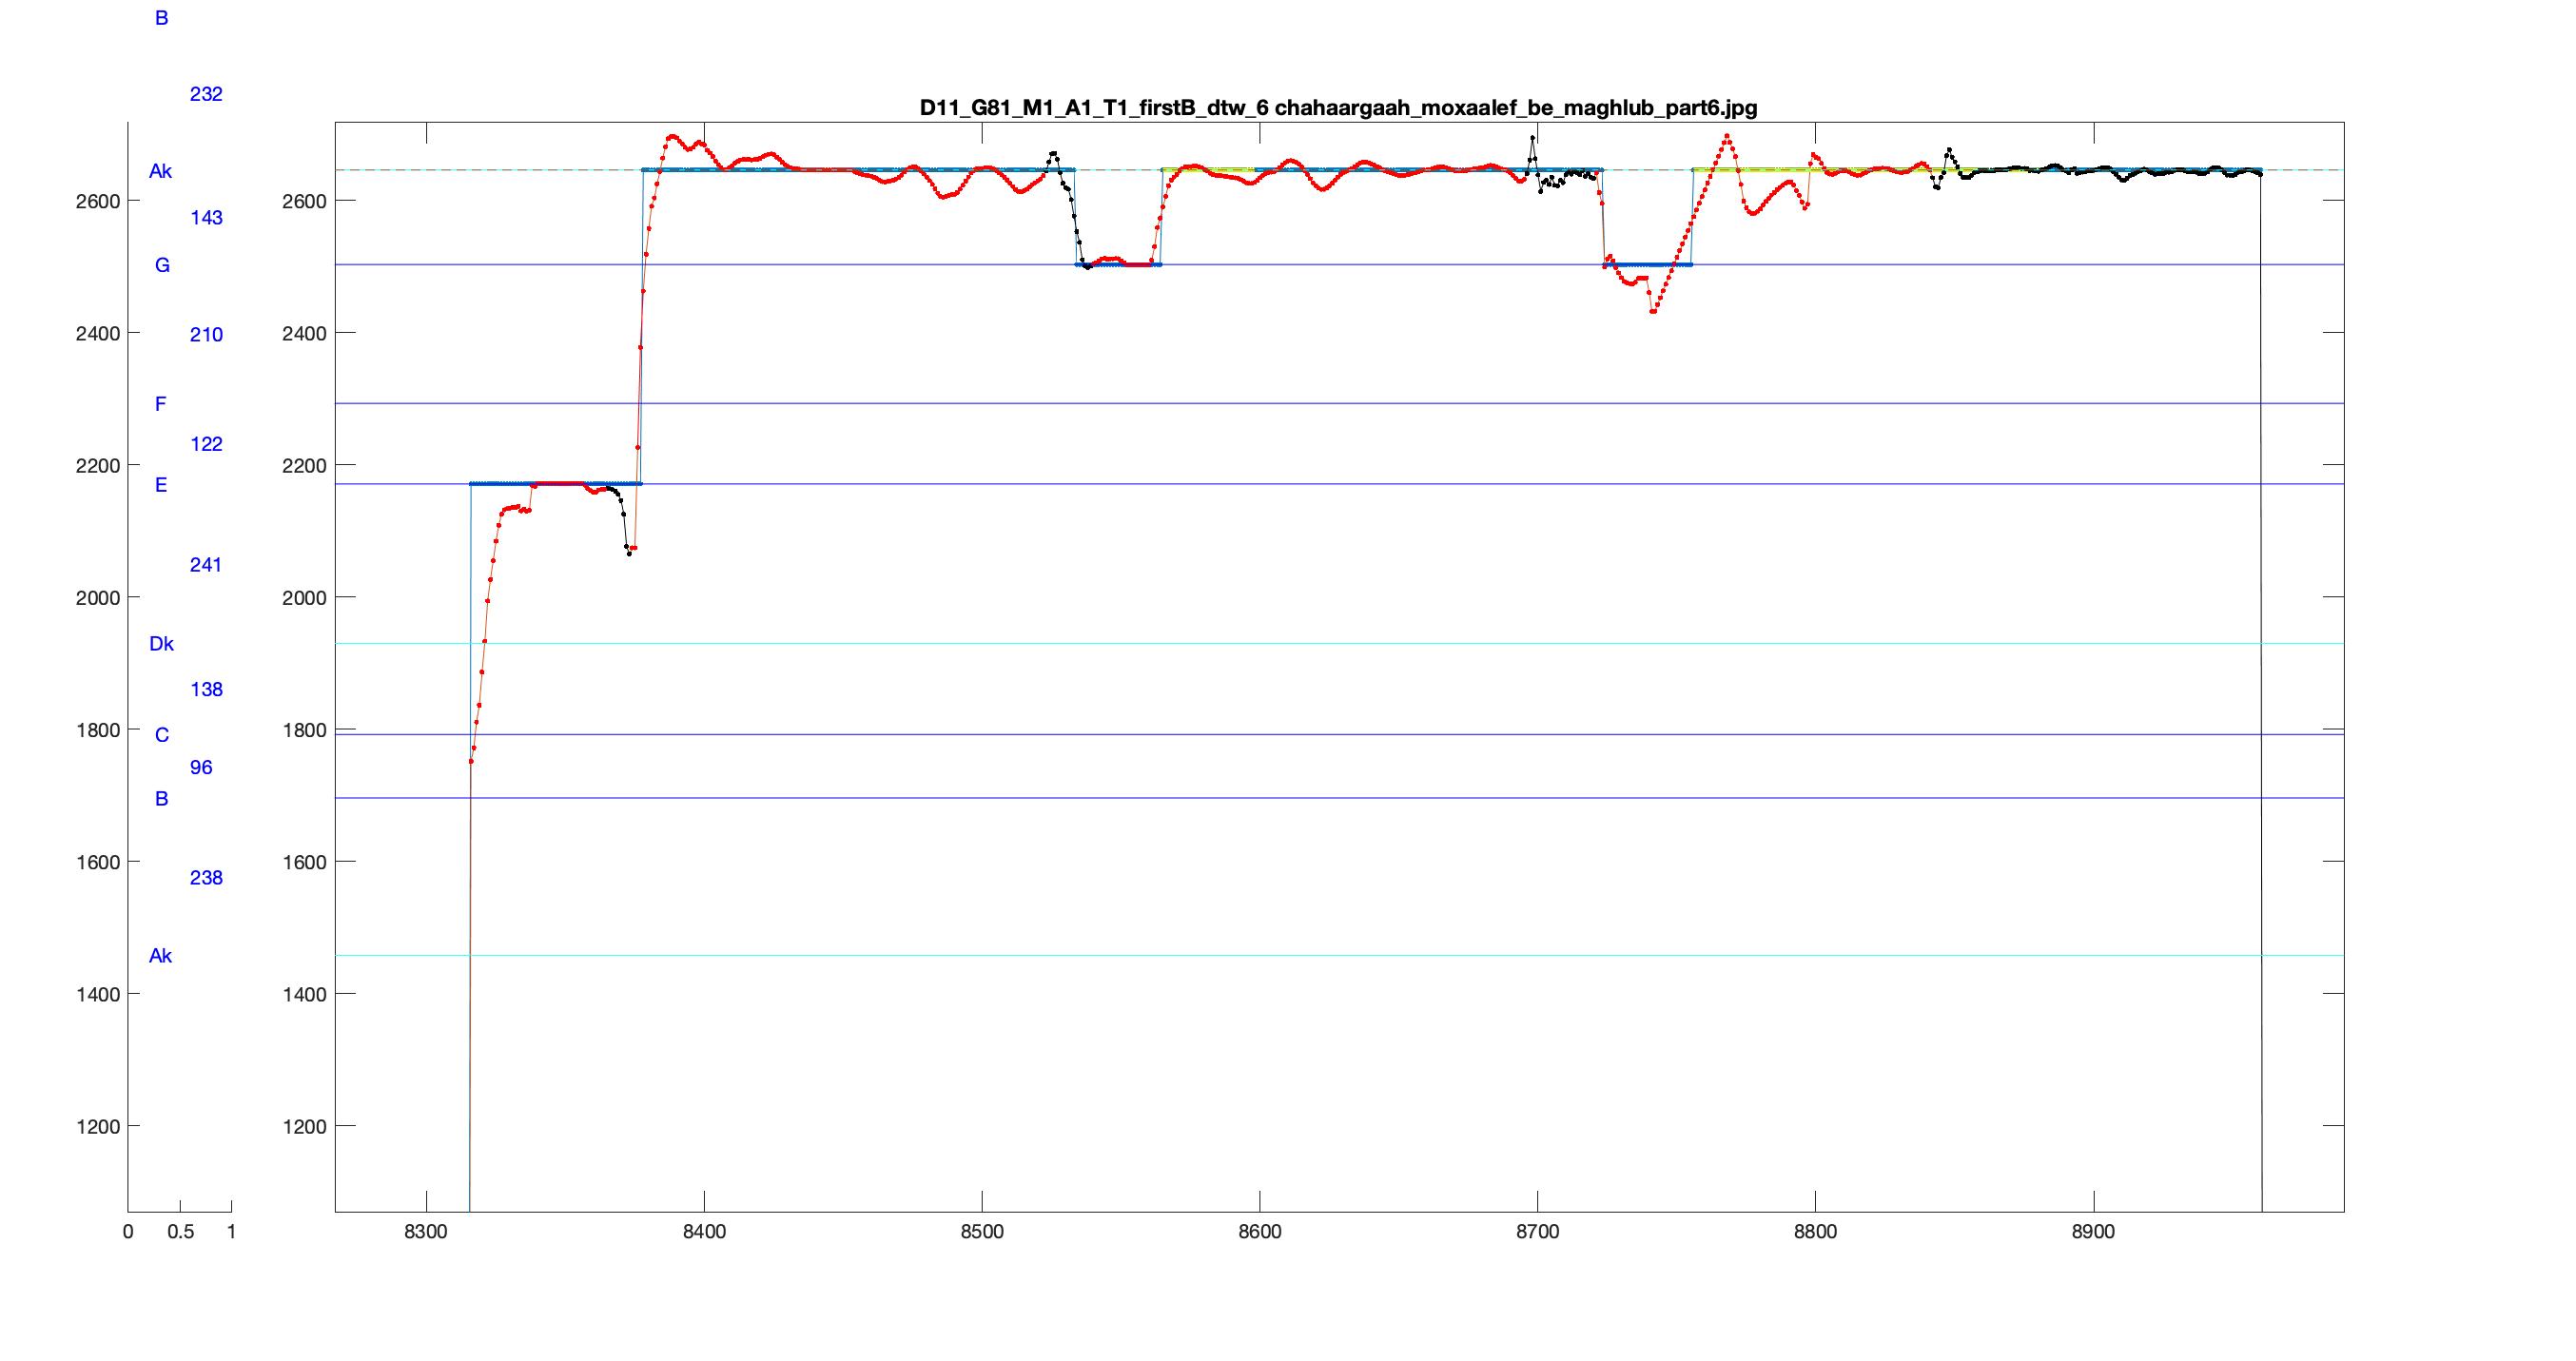 B
232
D11_G81_M1_A1_T1_firstB_dtw_6 chahaargaah_moxaalef_be_maghlub_part6.jpg
Ak
2600 2600
143
G
210
2400 2400
F
122
2200 2200
E
241
2000 2000
Dk
138
1800 1800
C
96
B
1600 1600
238
Ak
1400 1400
1200 1200
0 0.5 1 8300 8400 8500 8600 8700 8800 8900